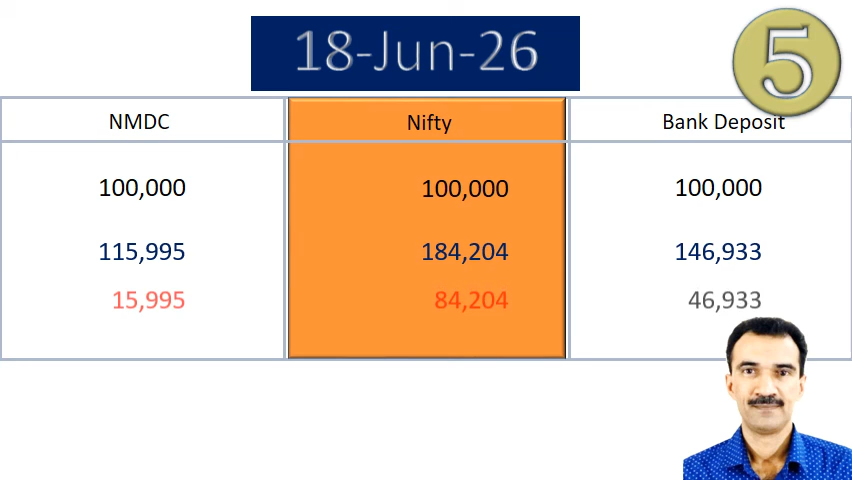 18-Jun-26
5
NMDC Nifty Bank Deposit
100,000 100,000 100,000
115,995 184,204 146,933
15,995 84,204 46,933